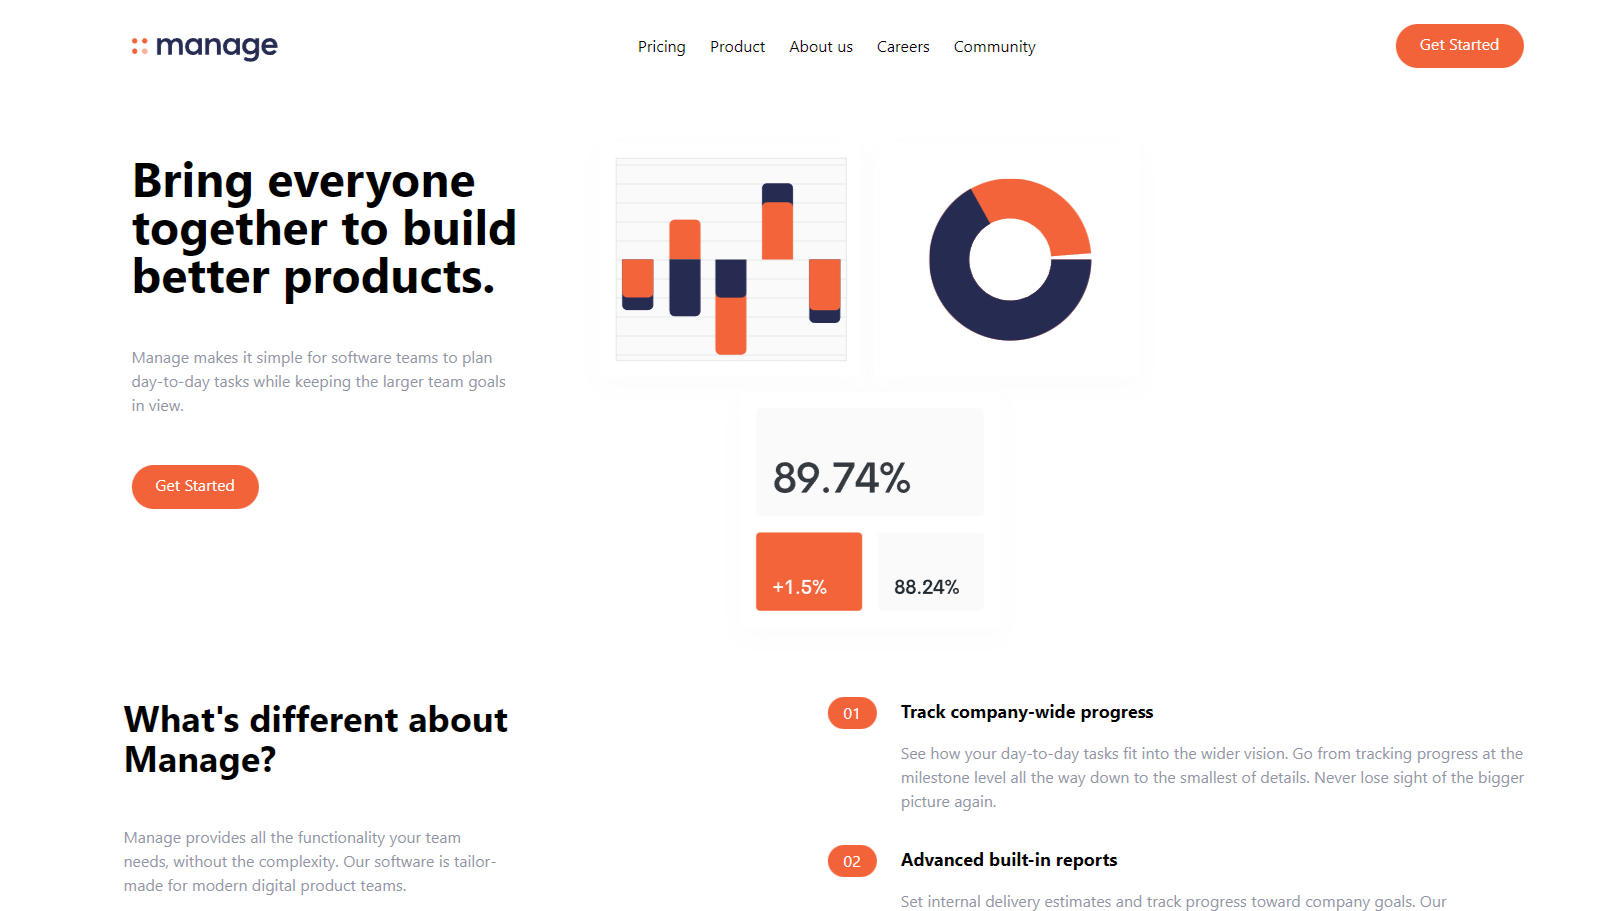 manage
Pricing Product About us Careers Community
Get Started
Bring everyone
together to build
better products.
Manage makes it simple for software teams to plan
day-to-day tasks while keeping the larger team goals
in view.
Get Started
89.74%
+1.5%
88.24%
What's different about
Manage?
Manage provides all the functionality your team
needs, without the complexity. Our software is tailor-
made for modern digital product teams.
01
Track company-wide progress
See how your day-to-day tasks fit into the wider vision. Go from tracking progress at the
milestone level all the way down to the smallest of details. Never lose sight of the bigger
picture again.
02
Advanced built-in reports
Set internal delivery estimates and track progress toward company goals. Our